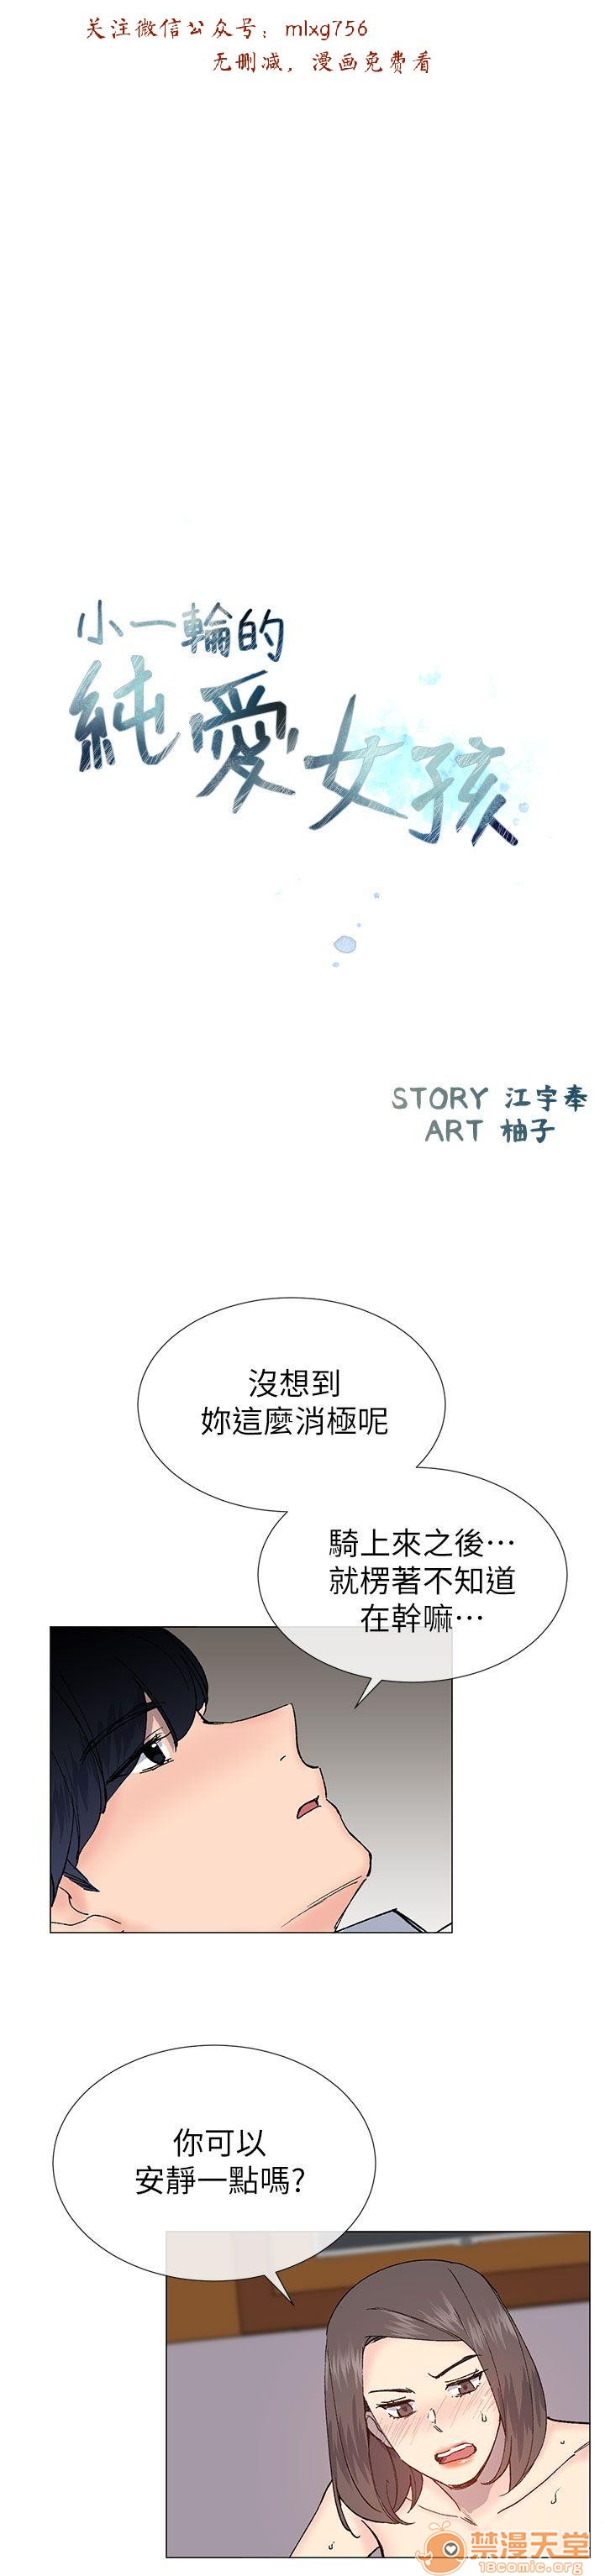 关注微信公众号：mlxg756
无删减，漫画免费看
小一輪的
純愛女孩
STORY 江宇奉
ART 柚子
沒想到
妳這麼消極呢
騎上來之後…
就楞著不知道
在幹嘛…
你可以
安靜一點嗎?
禁漫天堂
18comic.org